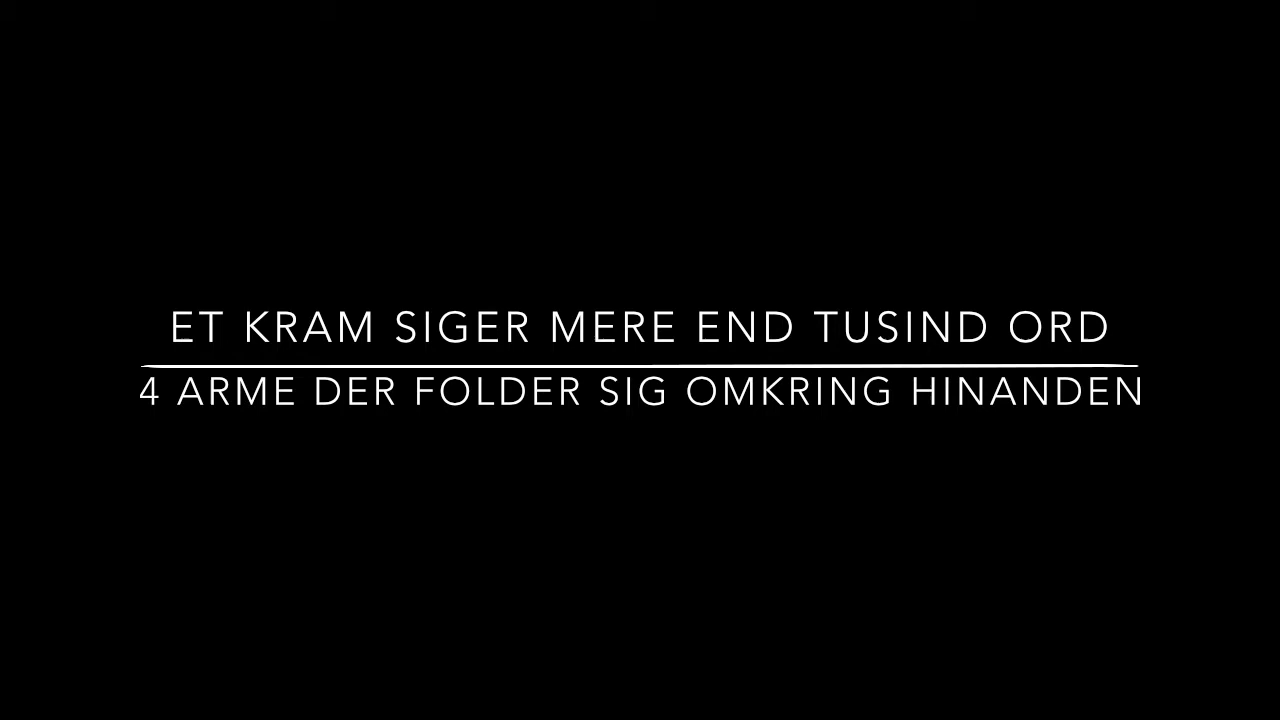 ET KRAM SIGER MERE END TUSIND ORD
4 ARME DER FOLDER SIG OMKRING HINANDEN